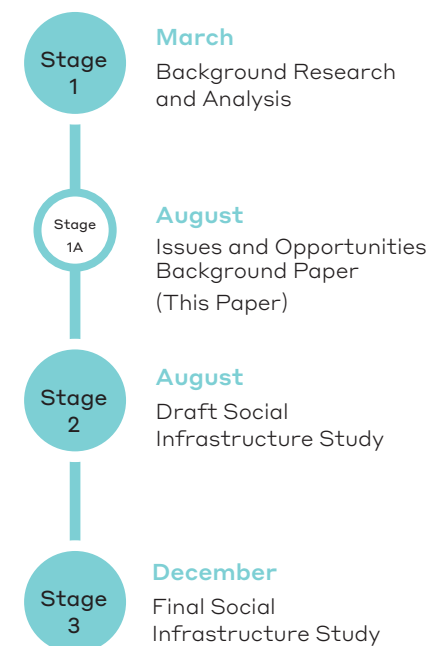 Stage
1
March
Background Research
and Analysis
Stage
1A
August
Issues and Opportunities
Background Paper
(This Paper)
Stage
2
August
Draft Social
Infrastructure Study
Stage
3
December
Final Social
Infrastructure Study